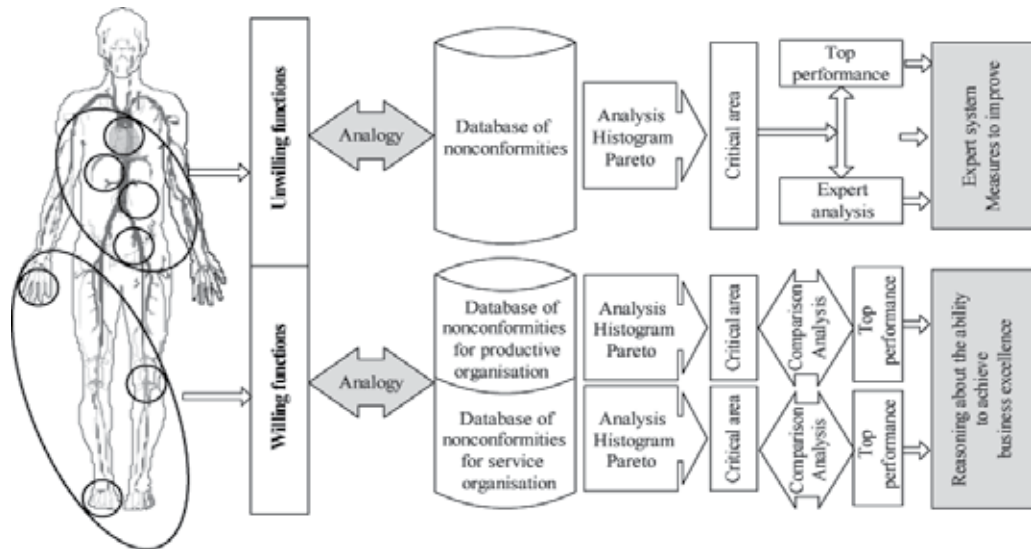 Unwilling functions
Analogy
Database of
nonconformities
Analysis
Histogram
Pareto
Critical area
Top
performance
Expert
analysis
Expert system
Measures to improve
Willing functions
Analogy
Database of
nonconformities
for productive
organisation
Analysis
Histogram
Pareto
Critical area
Comparison
Analysis
Top
performance
Database of
nonconformities
for service
organisation
Analysis
Histogram
Pareto
Critical area
Comparison
Analysis
Top
performance
Reasoning about the ability
to achieve
business excellence